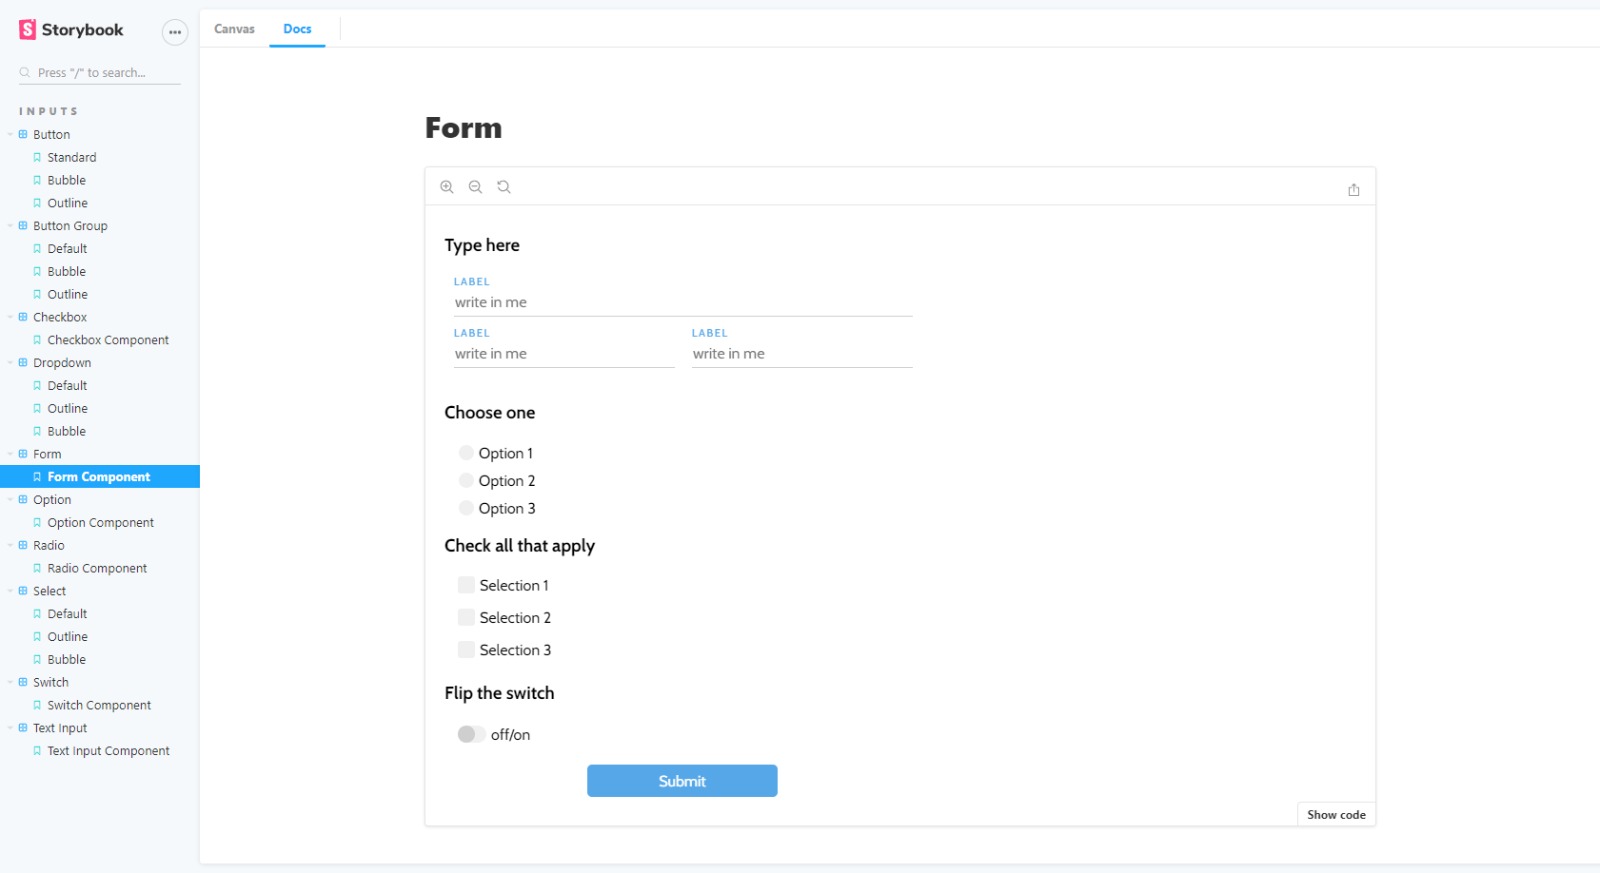 Storybook
Press "/" to search...
INPUTS
Button
Standard
Bubble
Outline
Button Group
Default
Bubble
Outline
Checkbox
Checkbox Component
Dropdown
Default
Outline
Bubble
Form
Form Component
Option
Option Component
Radio
Radio Component
Select
Default
Outline
Bubble
Switch
Switch Component
Text Input
Text Input Component
Canvas Docs
Form
Type here
LABEL
write in me
LABEL LABEL
write in me write in me
Choose one
Option 1
Option 2
Option 3
Check all that apply
Selection 1
Selection 2
Selection 3
Flip the switch
off/on
Submit
Show code